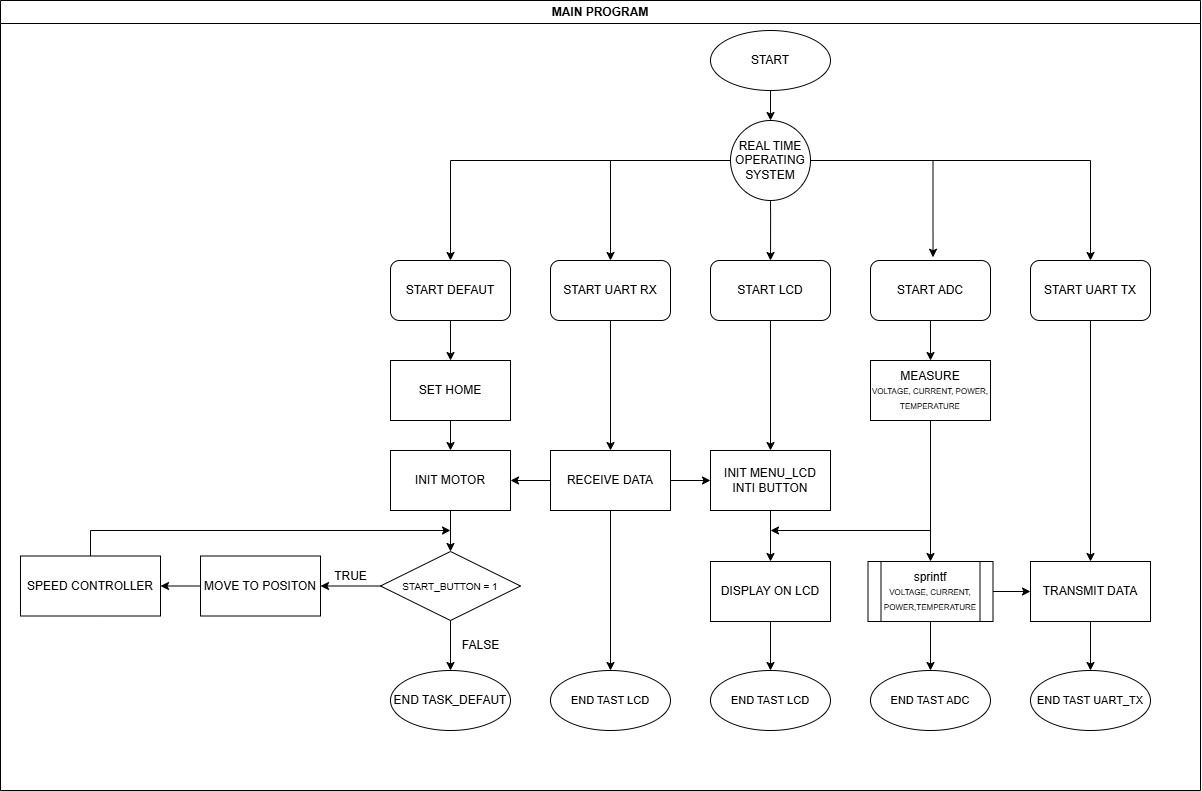 MAIN PROGRAM
START
REAL TIME
OPERATING
SYSTEM
START DEFAUT
START UART RX
START LCD
START ADC
START UART TX
SET HOME
MEASURE
VOLTAGE, CURRENT, POWER,
TEMPERATURE
INIT MOTOR
RECEIVE DATA
INIT MENU_LCD
INTI BUTTON
SPEED CONTROLLER
MOVE TO POSITON
TRUE
START_BUTTON = 1
FALSE
DISPLAY ON LCD
sprintf
VOLTAGE, CURRENT,
POWER,TEMPERATURE
TRANSMIT DATA
END TASK_DEFAUT
END TAST LCD
END TAST LCD
END TAST ADC
END TAST UART_TX